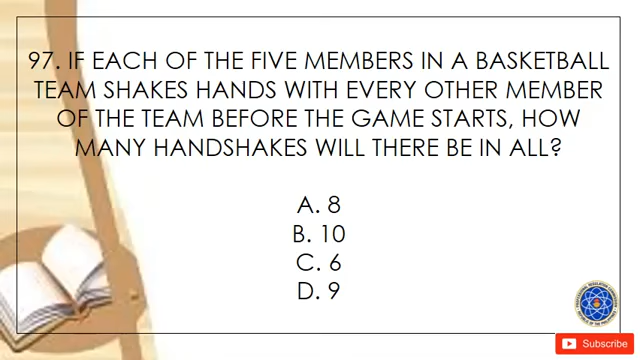 97. IF EACH OF THE FIVE MEMBERS IN A BASKETBALL
TEAM SHAKES HANDS WITH EVERY OTHER MEMBER
OF THE TEAM BEFORE THE GAME STARTS, HOW
MANY HANDSHAKES WILL THERE BE IN ALL?
A. 8
B. 10
C. 6
D. 9
Subscribe